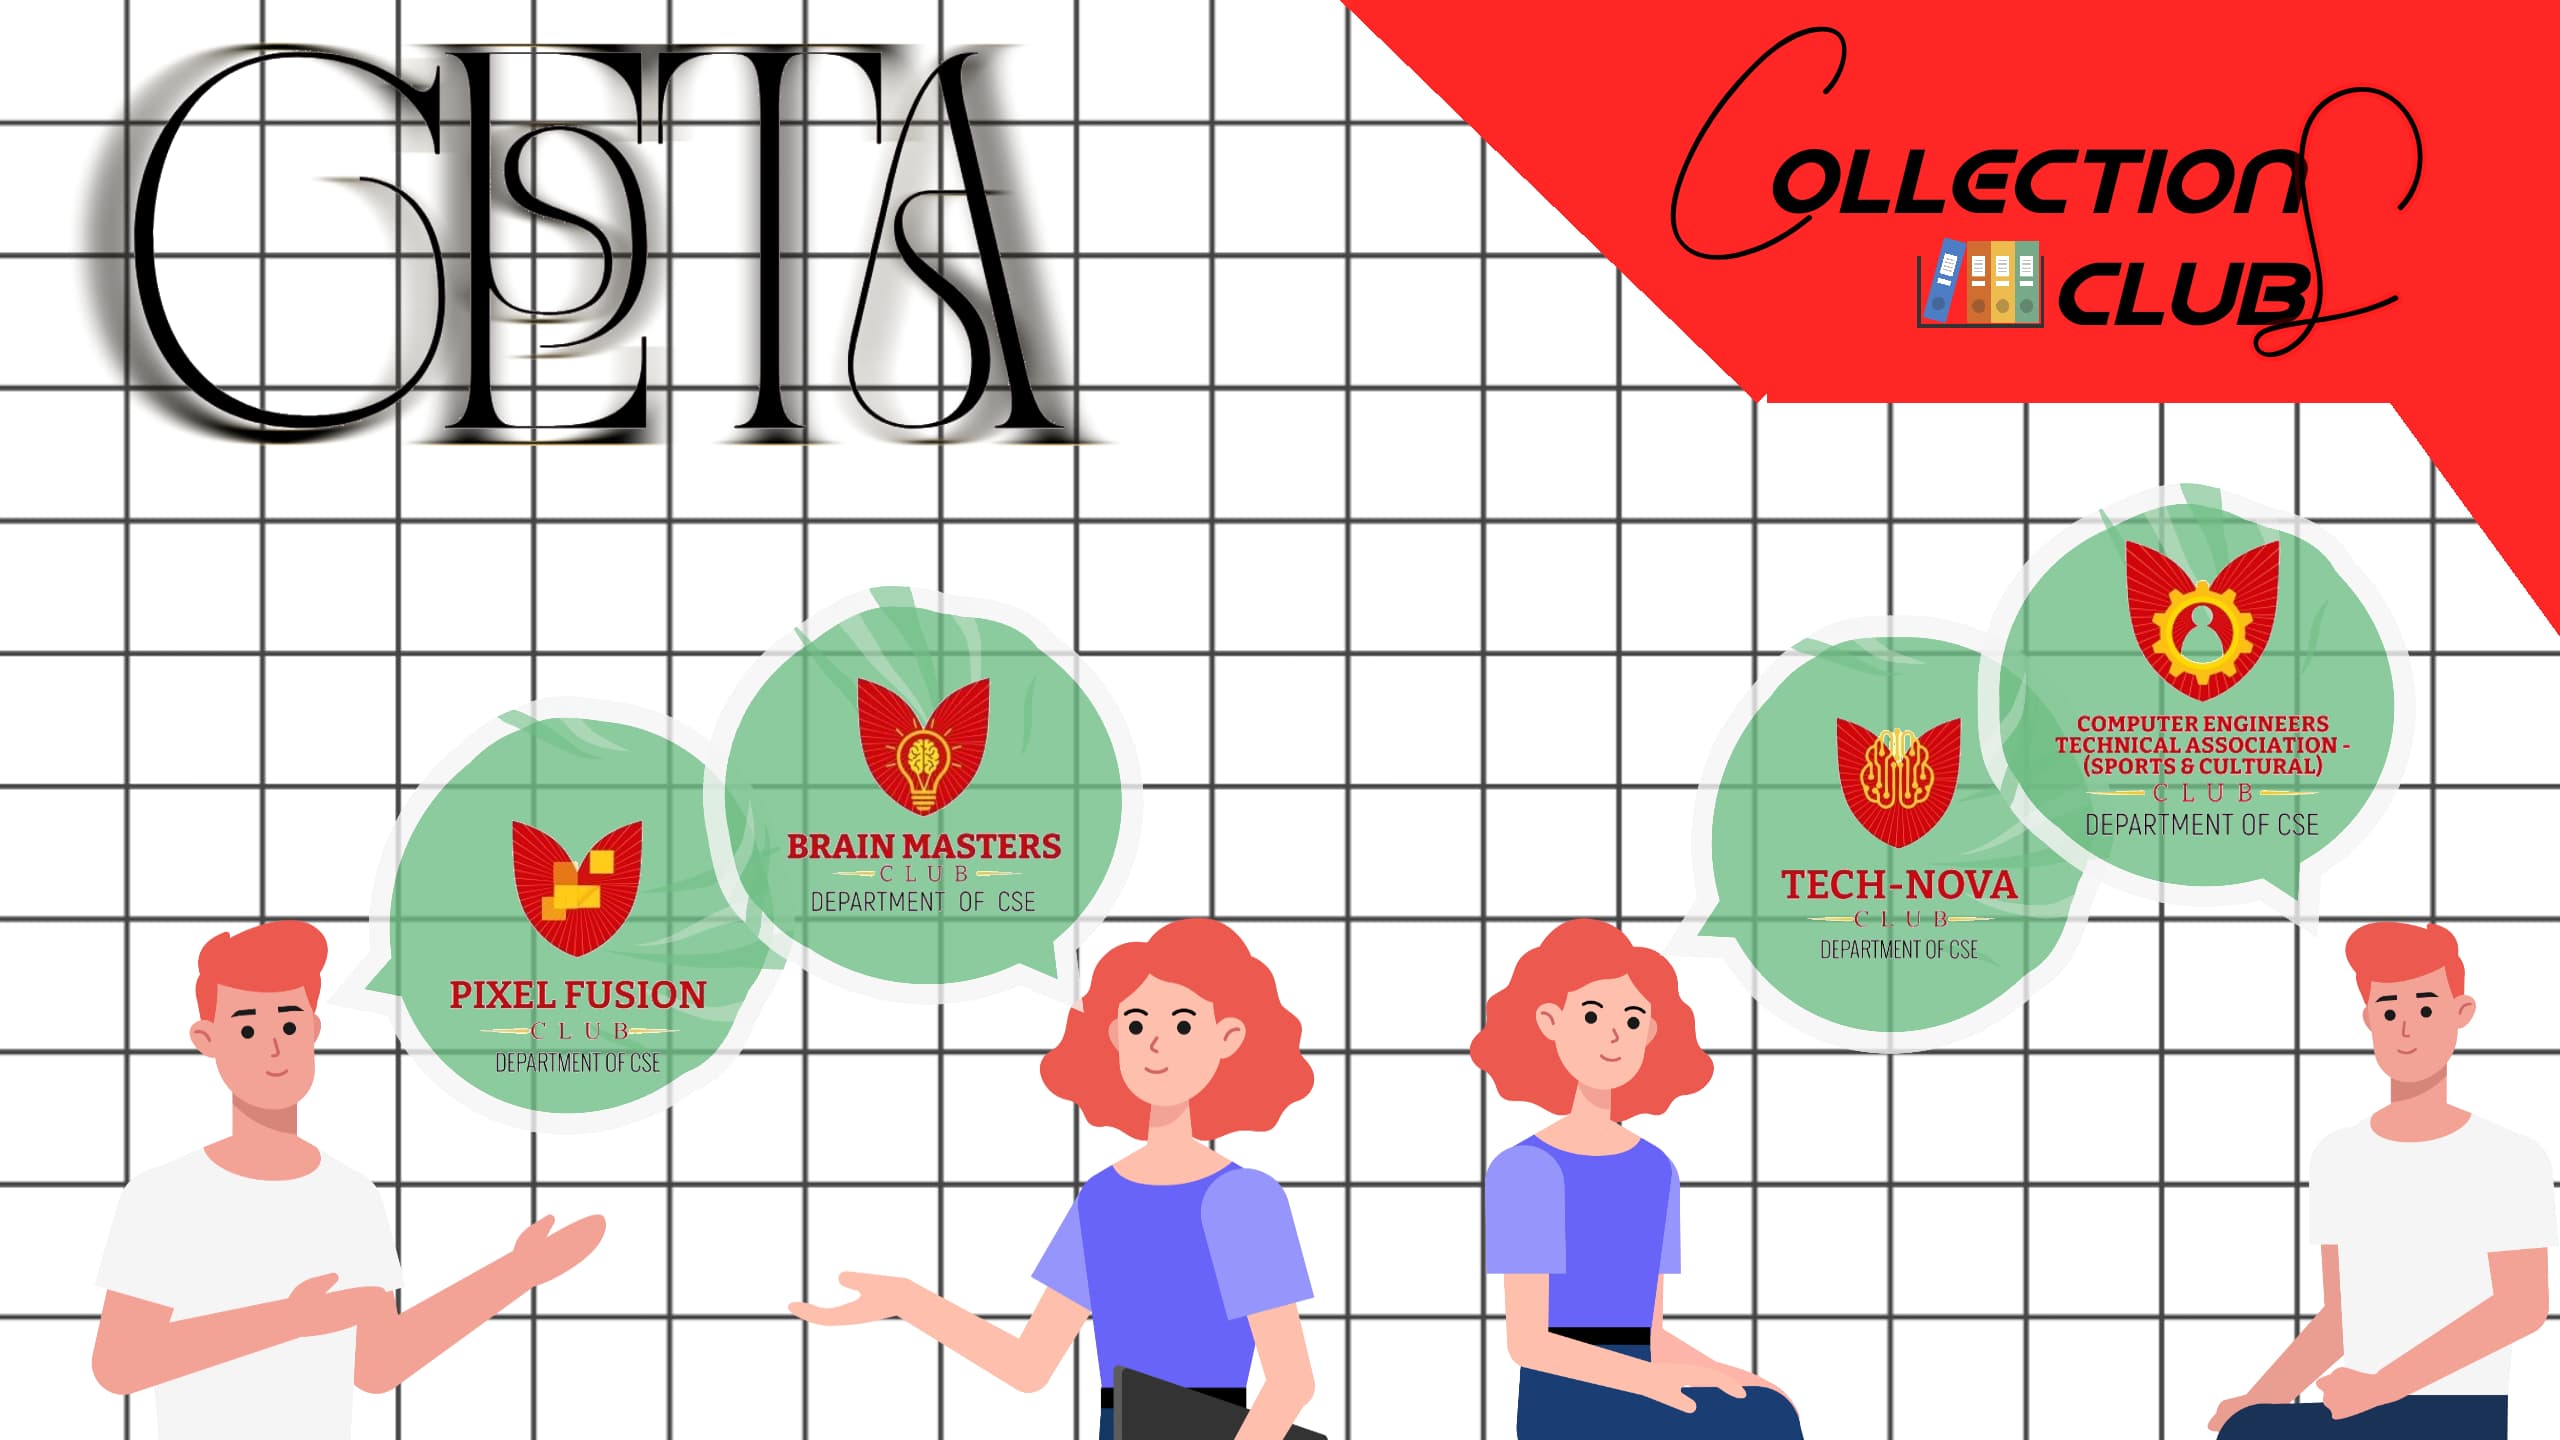 CETA
COLLECTIONS
CLUB
PIXEL FUSION
CLUB
DEPARTMENT OF CSE
BRAIN MASTERS
CLUB
DEPARTMENT OF CSE
TECH-NOVA
CLUB
DEPARTMENT OF CSE
COMPUTER ENGINEERS
TECHNICAL ASSOCIATION -
(SPORTS & CULTURAL)
CLUB
DEPARTMENT OF CSE